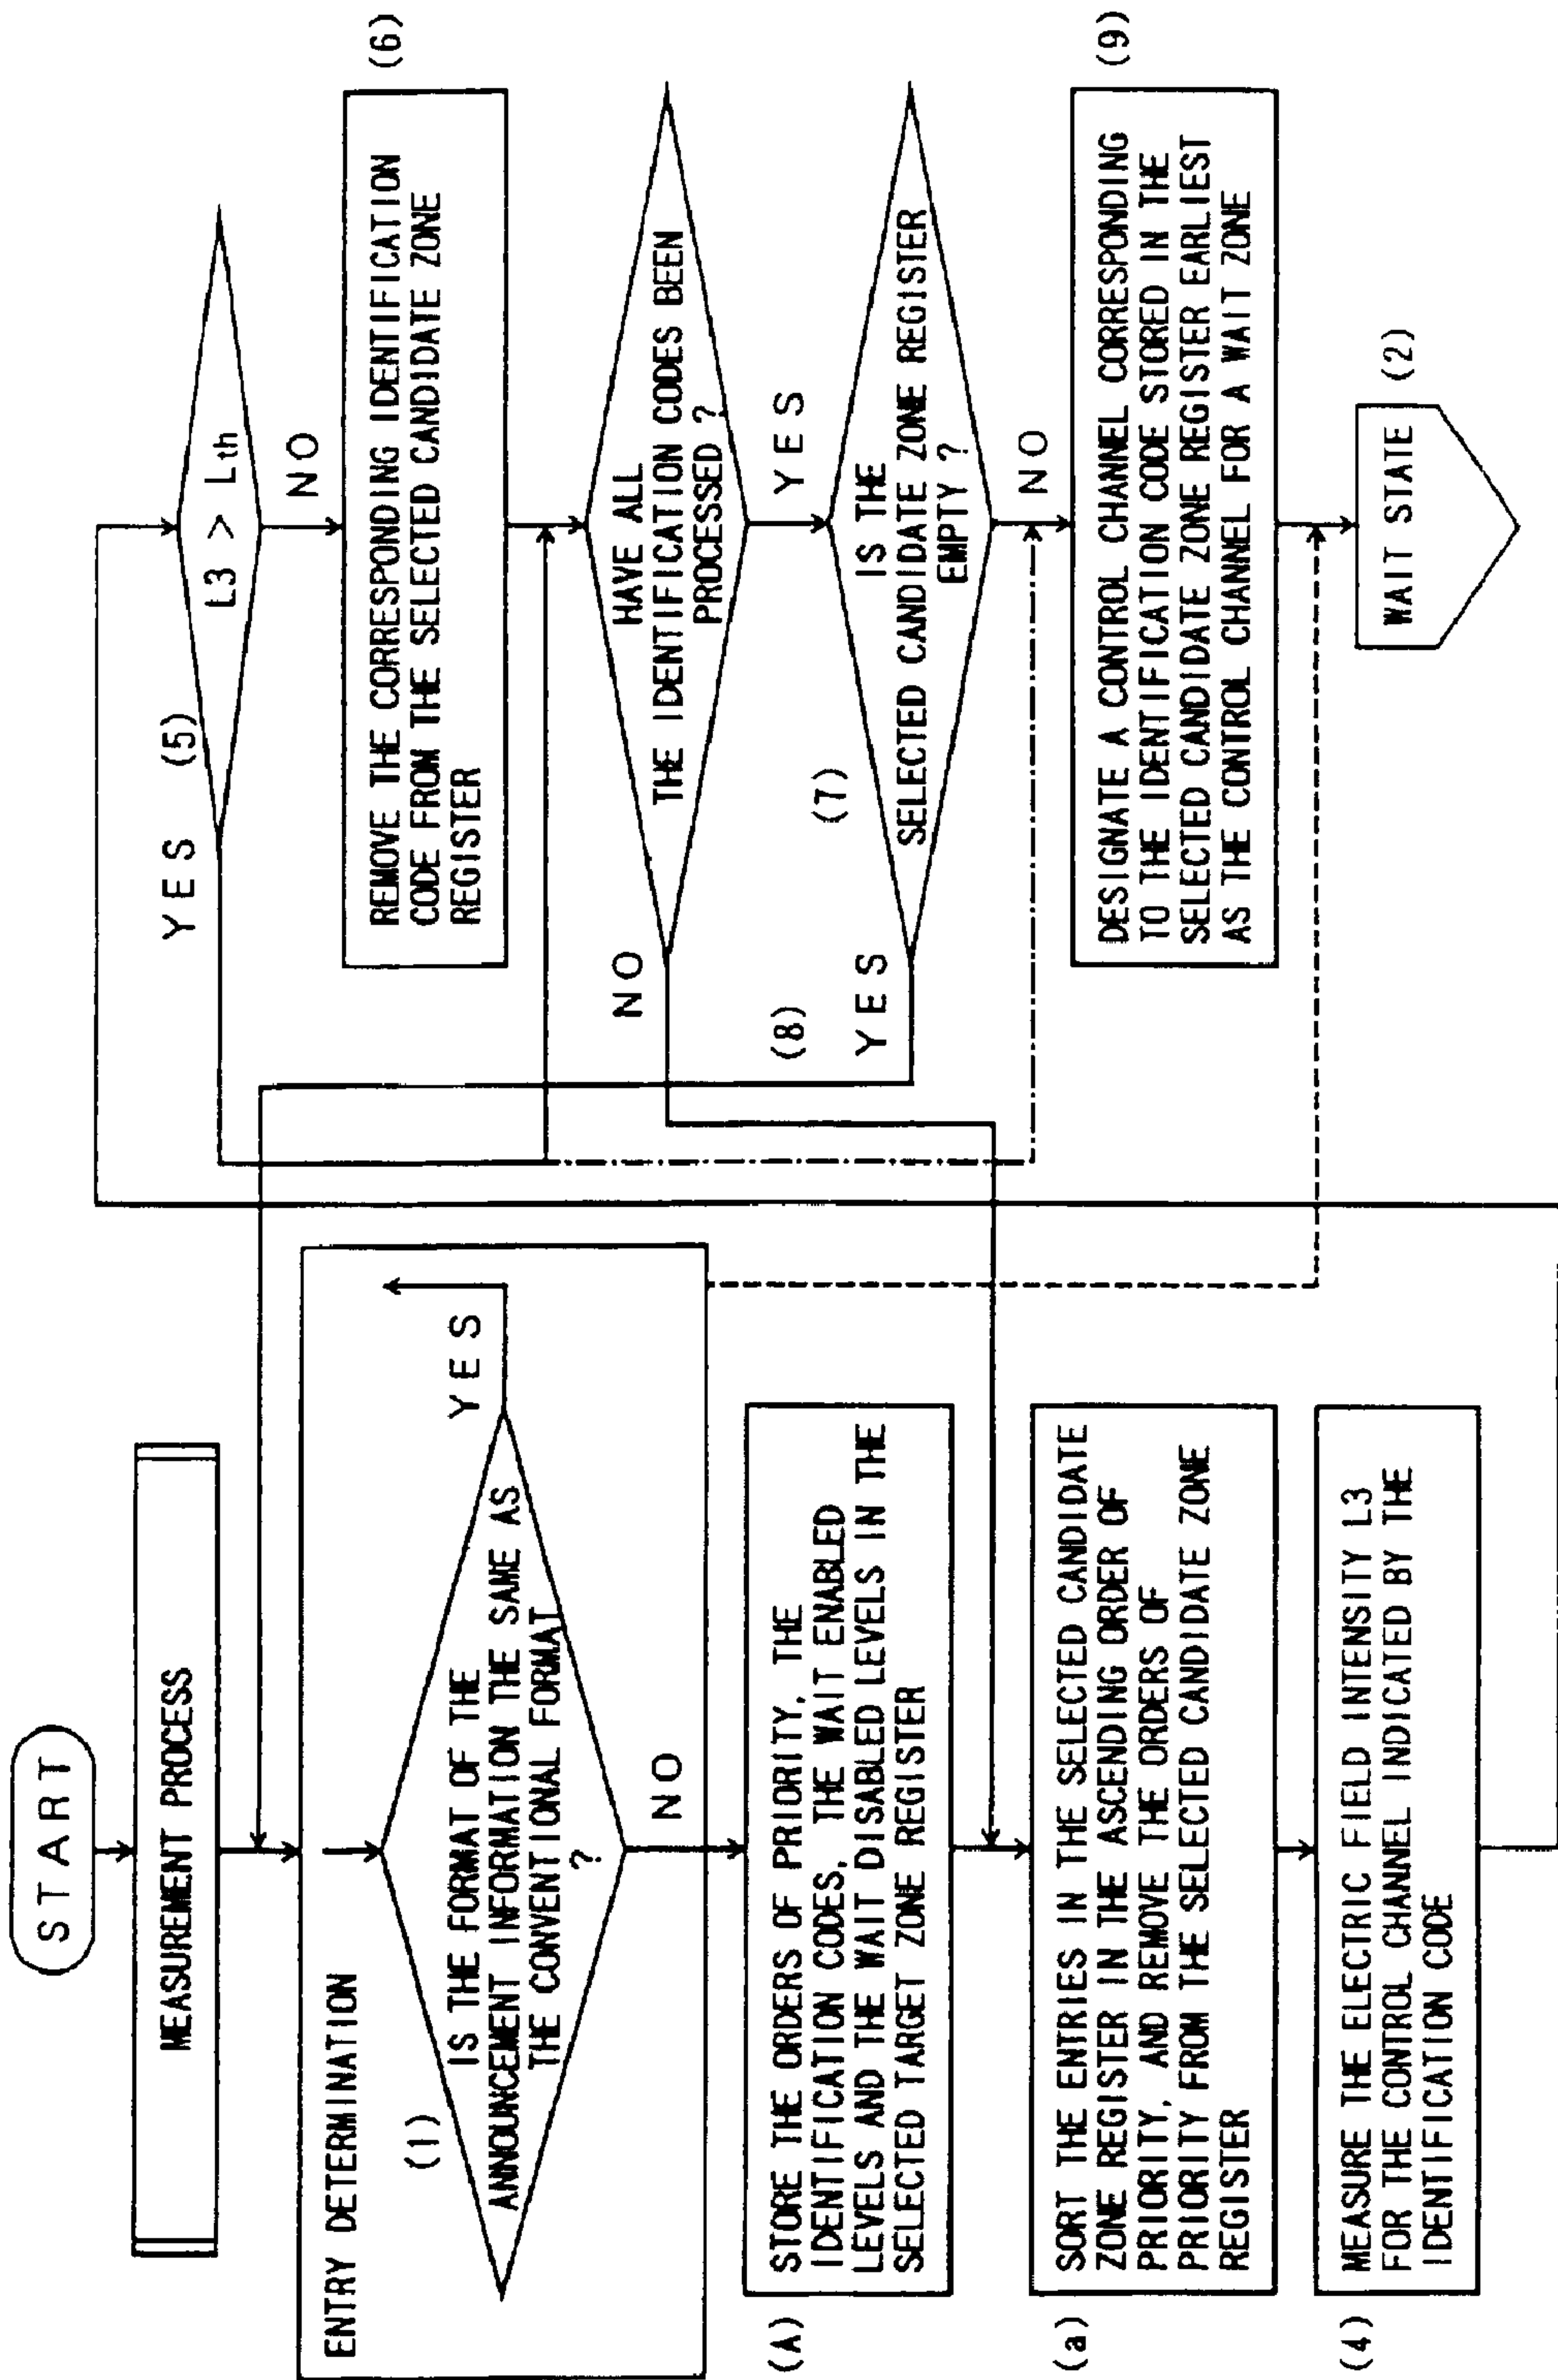 START
MEASUREMENT PROCESS
ENTRY DETERMINATION
(1)
IS THE FORMAT OF THE
ANNOUNCEMENT INFORMATION THE SAME AS
THE CONVENTIONAL FORMAT
?
YES
NO
(A)
STORE THE ORDERS OF PRIORITY, THE
IDENTIFICATION CODES, THE WAIT ENABLED
LEVELS AND THE WAIT DISABLED LEVELS IN THE
SELECTED TARGET ZONE REGISTER
(a)
SORT THE ENTRIES IN THE SELECTED CANDIDATE
ZONE REGISTER IN THE ASCENDING ORDER OF
PRIORITY, AND REMOVE THE ORDERS OF
PRIORITY FROM THE SELECTED CANDIDATE ZONE
REGISTER
(4)
MEASURE THE ELECTRIC FIELD INTENSITY L3
FOR THE CONTROL CHANNEL INDICATED BY THE
IDENTIFICATION CODE
YES (5)
L3 > Lth
NO
(6)
REMOVE THE CORRESPONDING IDENTIFICATION
CODE FROM THE SELECTED CANDIDATE ZONE
REGISTER
HAVE ALL
THE IDENTIFICATION CODES BEEN
PROCESSED ?
NO
YES
(7)
IS THE
SELECTED CANDIDATE ZONE REGISTER
EMPTY ?
(8)
YES
NO
(9)
DESIGNATE A CONTROL CHANNEL CORRESPONDING
TO THE IDENTIFICATION CODE STORED IN THE
SELECTED CANDIDATE ZONE REGISTER EARLIEST
AS THE CONTROL CHANNEL FOR A WAIT ZONE
WAIT STATE (2)